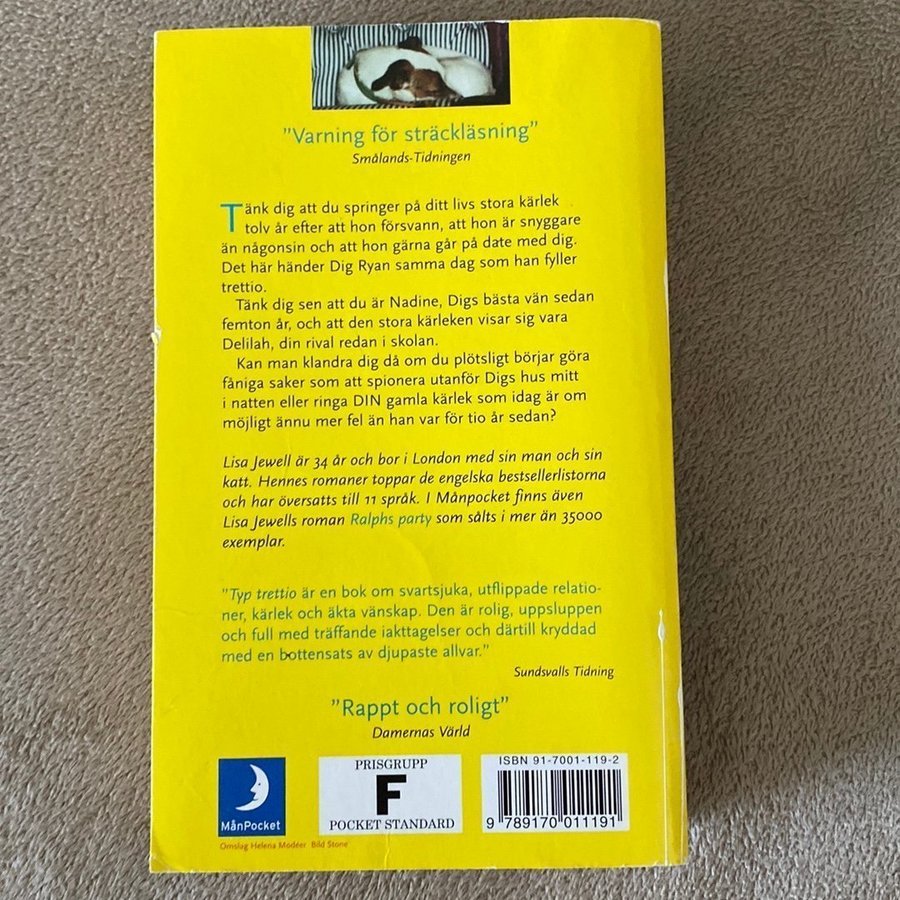 ”Varning för sträckläsning”
Smålands-Tidningen
Tänk dig att du springer på ditt livs stora kärlek
tolv år efter att hon försvann, att hon är snyggare
än någonsin och att hon gärna går på date med dig.
Det här händer Dig Ryan samma dag som han fyller
trettio.
Tänk dig sen att du är Nadine, Digs bästa vän sedan
femton år, och att den stora kärleken visar sig vara
Delilah, din rival redan i skolan.
Kan man klandra dig då om du plötsligt börjar göra
fåniga saker som att spionera utanför Digs hus mitt
i natten eller ringa DIN gamla kärlek som idag är om
möjligt ännu mer fel än han var för tio år sedan?
Lisa Jewell är 34 år och bor i London med sin man och sin
katt. Hennes romaner toppar de engelska bestsellerlistorna
och har översatts till 11 språk. I Månpocket finns även
Lisa Jewells roman Ralphs party som sålts i mer än 35000
exemplar.
”Typ trettio är en bok om svartsjuka, utflippade relatio-
ner, kärlek och äkta vänskap. Den är rolig, uppsluppen
och full med träffande iakttagelser och därtill kryddad
med en bottensats av djupaste allvar.”
Sundsvalls Tidning
”Rappt och roligt”
Damernas Värld
MånPocket
Omslag Helena Modéer Bild Stone
PRISGRUPP
F
POCKET STANDARD
ISBN 91-7001-119-2
9 789170 011191